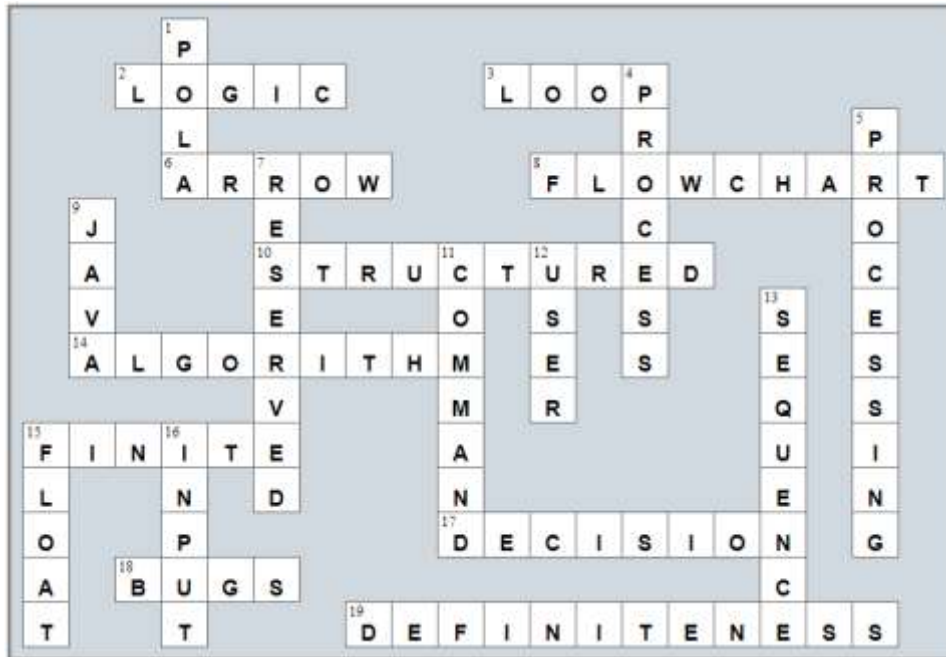 1 P
2 L O G I C 3 L O O 4 P
L R 5 P
6 A R 7 R O W 8 F L O W C H A R T
9 J E C O
A 10 S T R U 11 C T 12 U R E D C
V E O S S 13 S E
14 A L G O R I T H M E S E S
V M R Q S
15 F I N 16 I T E A U I
L N D N E N
O P 17 D E C I S I O N G
A 18 B U G S C
T T 19 D E F I N I T E N E S S